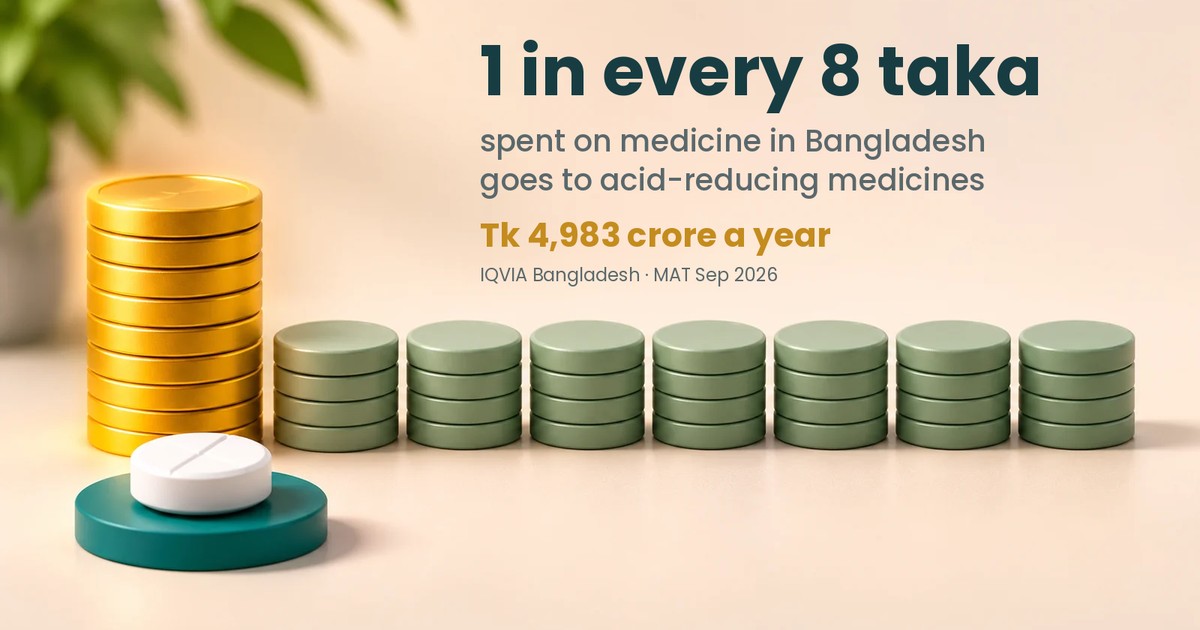 1 in every 8 taka
spent on medicine in Bangladesh
goes to acid-reducing medicines
Tk 4,983 crore a year
IQVIA Bangladesh · MAT Sep 2026